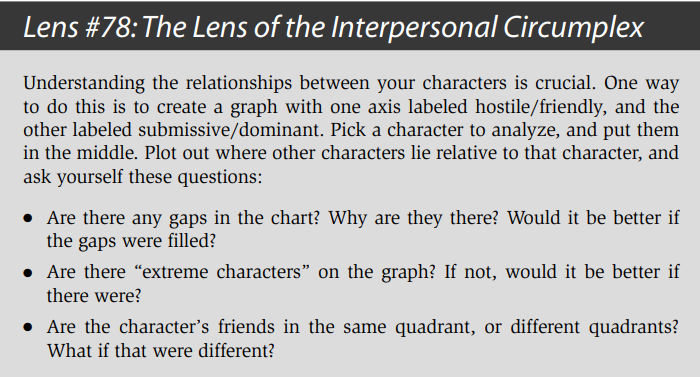 Lens #78: The Lens of the Interpersonal Circumplex
Understanding the relationships between your characters is crucial. One way
to do this is to create a graph with one axis labeled hostile/friendly, and the
other labeled submissive/dominant. Pick a character to analyze, and put them
in the middle. Plot out where other characters lie relative to that character, and
ask yourself these questions:
● Are there any gaps in the chart? Why are they there? Would it be better if
the gaps were filled?
● Are there “extreme characters” on the graph? If not, would it be better if
there were?
● Are the character’s friends in the same quadrant, or different quadrants?
What if that were different?